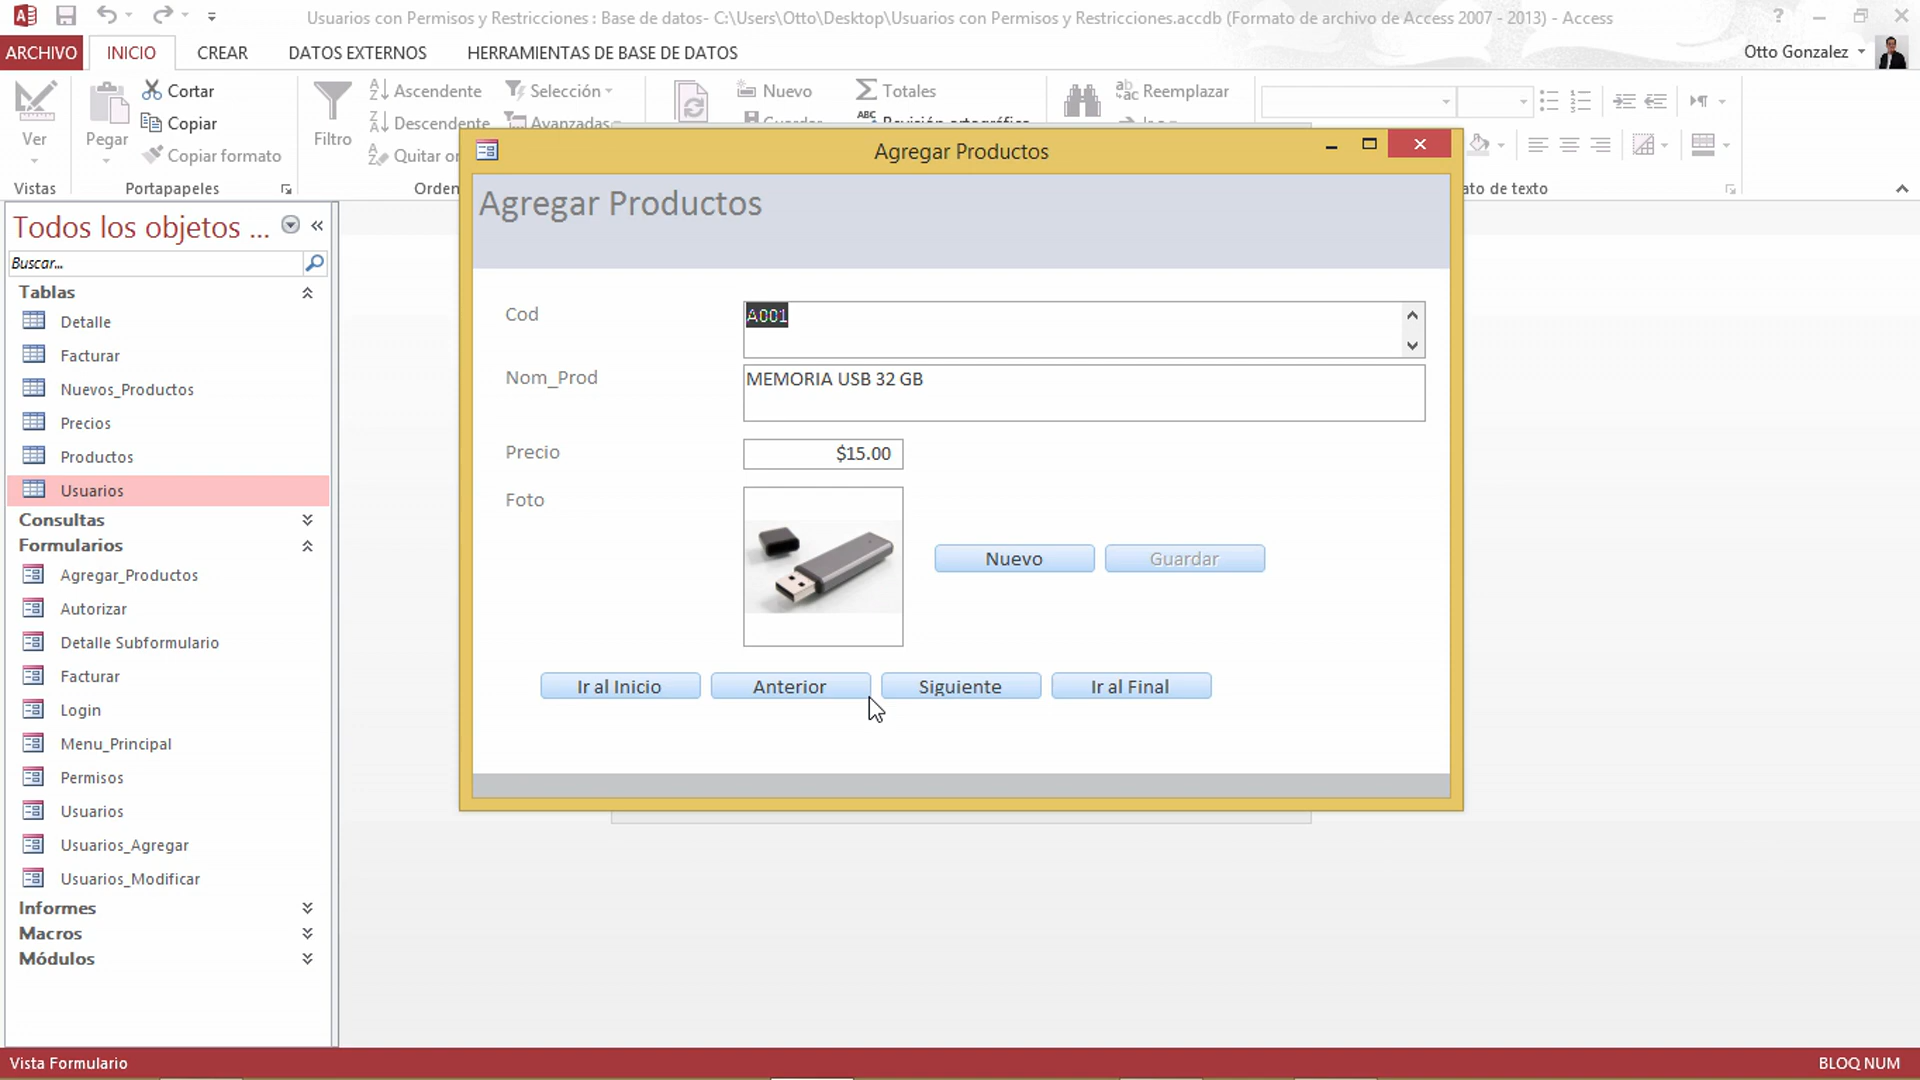 Usuarios con Permisos y Restricciones : Base de datos- C:\Users\Otto\Desktop\Usuarios con Permisos y Restricciones.accdb (Formato de archivo de Access 2007 - 2013) - Access
ARCHIVO INICIO CREAR DATOS EXTERNOS HERRAMIENTAS DE BASE DE DATOS Otto Gonzalez
Cortar Ascendente Selección Nuevo Totales Reemplazar
Ver Pegar Copiar Filtro Descendente Avanzadas Guardar Revisión ortográfica
Copiar formato Quitar or
Vistas Portapapeles Orden ato de texto
Agregar Productos
Agregar Productos
Todos los objetos ...
Buscar...
Tablas
Detalle
Facturar
Nuevos_Productos
Precios
Productos
Usuarios
Consultas
Formularios
Agregar_Productos
Autorizar
Detalle Subformulario
Facturar
Login
Menu_Principal
Permisos
Usuarios
Usuarios_Agregar
Usuarios_Modificar
Informes
Macros
Módulos
Cod A001
Nom_Prod MEMORIA USB 32 GB
Precio $15.00
Foto
Nuevo Guardar
Ir al Inicio Anterior Siguiente Ir al Final
Vista Formulario BLOQ NUM